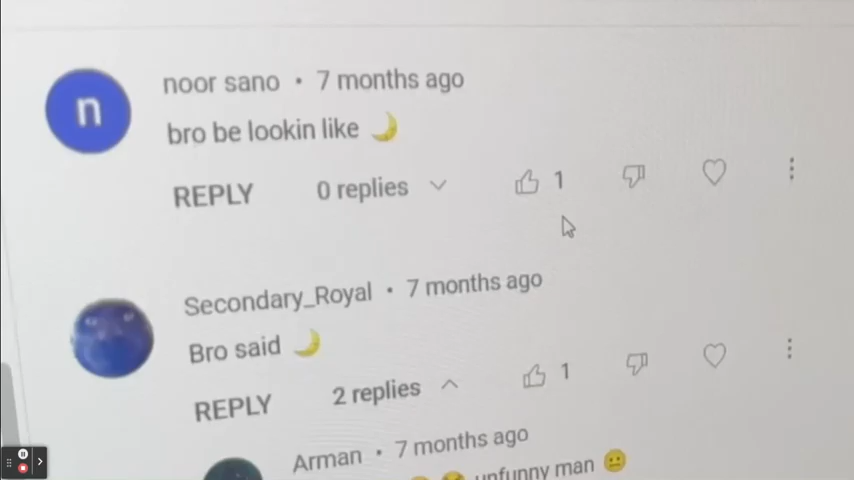 n
noor sano • 7 months ago
bro be lookin like 🌙
REPLY 0 replies 1
Secondary_Royal • 7 months ago
Bro said 🌙
REPLY 2 replies 1
Arman • 7 months ago
unfunny man 😐